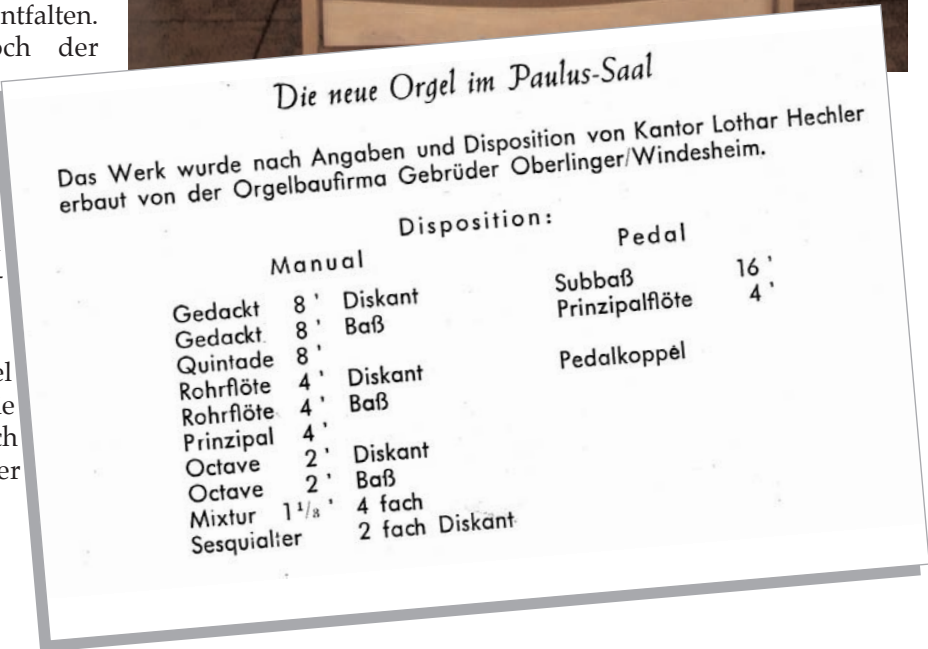 ntfalten.
och der
Die neue Orgel im Paulus-Saal
Das Werk wurde nach Angaben und Disposition von Kantor Lothar Hechler
erbaut von der Orgelbaufirma Gebrüder Oberlinger/Windesheim.
Disposition:
Manual
Gedackt 8' Diskant
Gedackt 8' Baß
Quintade 8'
Rohrflöte 4' Diskant
Rohrflöte 4' Baß
Prinzipal 4'
Octave 2' Diskant
Octave 2' Baß
Mixtur 1 1/3' 4 fach
Sesquialter 2 fach Diskant
Pedal
Subbaß 16'
Prinzipalflöte 4'
Pedalkoppel
el
ch
er